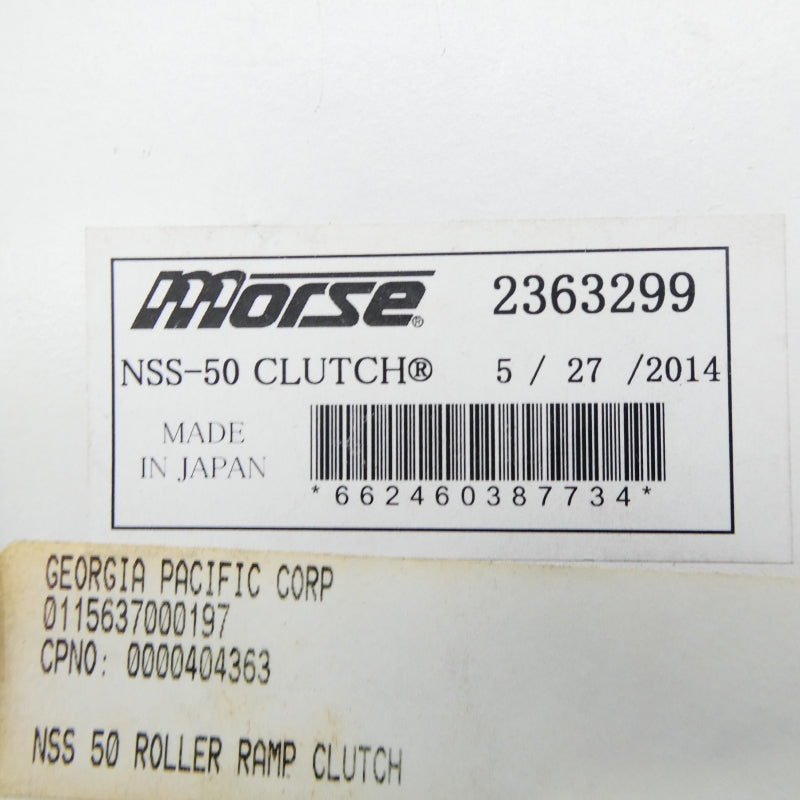 morse® 2363299
NSS-50 CLUTCH® 5 / 27 /2014
MADE
IN JAPAN
*662460387734*
GEORGIA PACIFIC CORP
0115637000197
CPNO: 0000404363
NSS 50 ROLLER RAMP CLUTCH